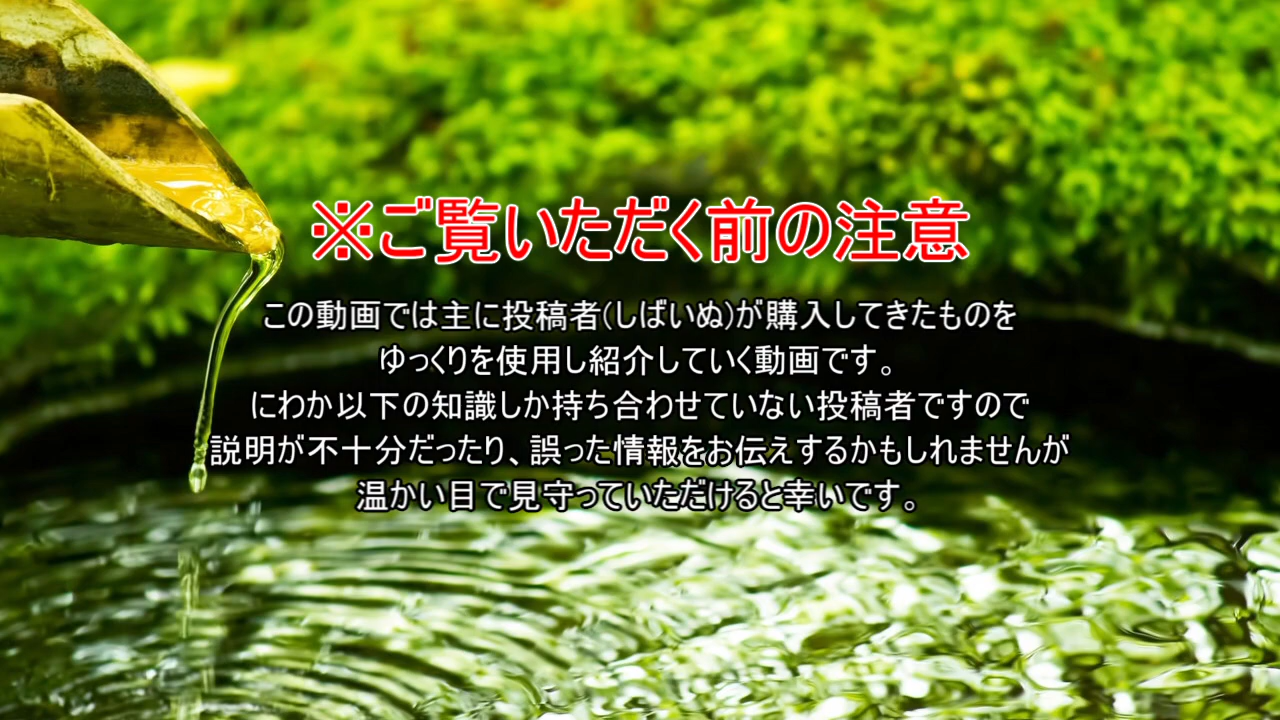 ※ご覧いただく前の注意
この動画では主に投稿者(しばいぬ)が購入してきたものを
ゆっくりを使用し紹介していく動画です。
にわか以下の知識しか持ち合わせていない投稿者ですので
説明が不十分だったり、誤った情報をお伝えするかもしれませんが
温かい目で見守っていただけると幸いです。